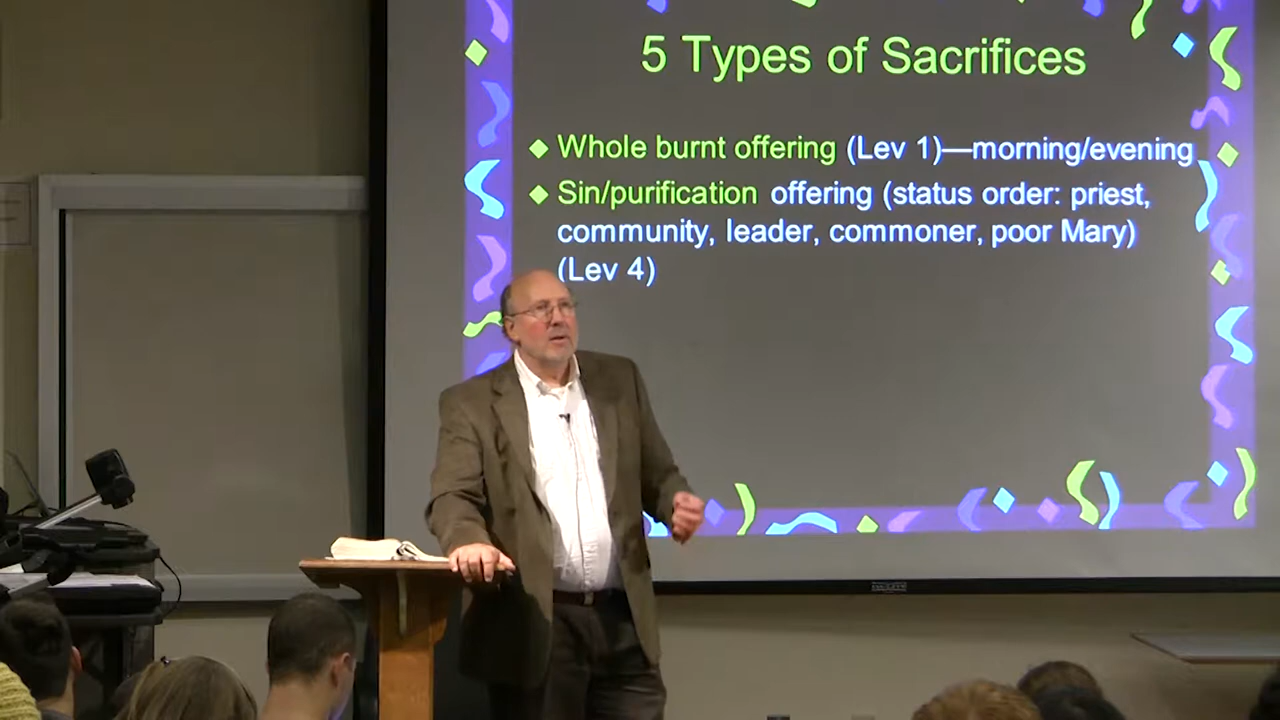 5 Types of Sacrifices
Whole burnt offering (Lev 1)—morning/evening
Sin/purification offering (status order: priest,
community, leader, commoner, poor Mary)
(Lev 4)